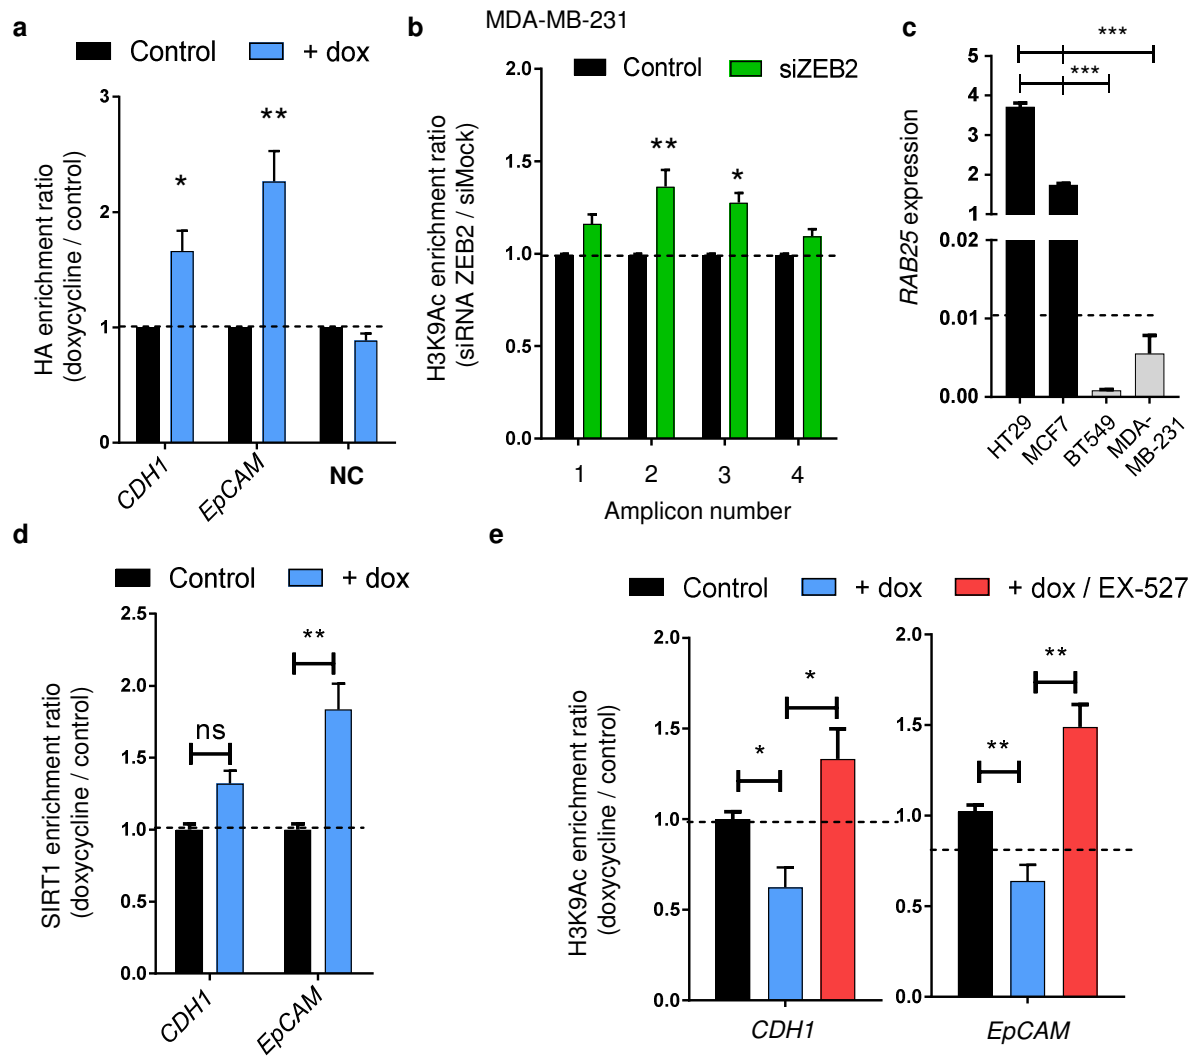 a
Control
+ dox
HA enrichment ratio
(doxycycline / control)
3
2
1
0
*
**
CDH1
EpCAM
NC
b
MDA-MB-231
Control
siZEB2
H3K9Ac enrichment ratio
(siRNA ZEB2 / siMock)
2.0
1.5
1.0
0.5
0.0
**
*
1
2
3
4
Amplicon number
c
***
***
RAB25 expression
5
4
3
2
1
0.02
0.01
0.00
HT29
MCF7
BT549
MDA-
MB-231
d
Control
+ dox
SIRT1 enrichment ratio
(doxycycline / control)
2.5
2.0
1.5
1.0
0.5
0.0
ns
**
CDH1
EpCAM
e
Control
+ dox
+ dox / EX-527
H3K9Ac enrichment ratio
(doxycycline / control)
2.0
1.5
1.0
0.5
0.0
*
*
CDH1
2.0
1.5
1.0
0.5
0.0
**
**
EpCAM